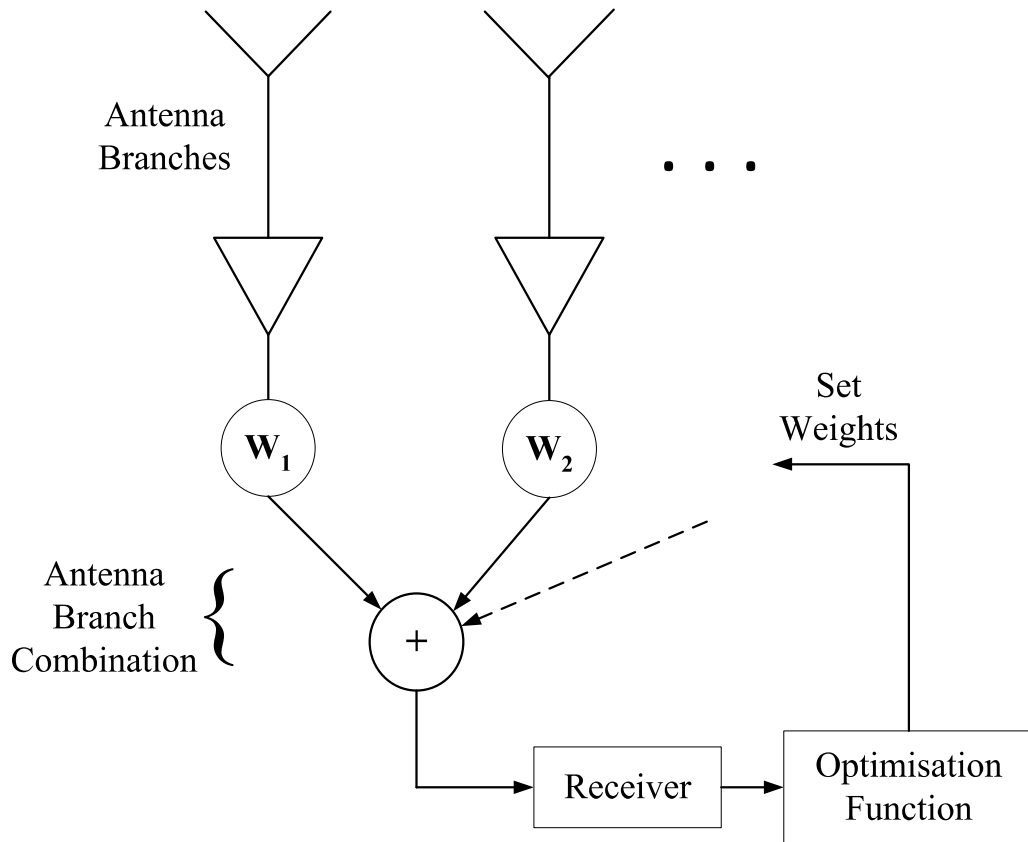 Antenna
Branches
. . .
Set
Weights
W1
W2
Antenna
Branch
Combination
{
+
Receiver
Optimisation
Function